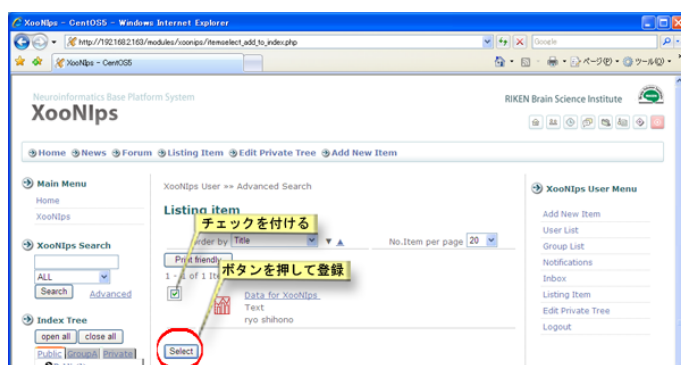 XooNIps - CentOS5 - Windows Internet Explorer
http://192.168.2.163/modules/xoonips/itemselect_add_to_index.php
Google
XooNIps - CentOS5
ページ(P) ツール(O)
Neuroinformatics Base Platform System
XooNIps
RIKEN Brain Science Institute
Home News Forum Listing Item Edit Private Tree Add New Item
Main Menu
Home
XooNIps
XooNIps Search
ALL
Search Advanced
Index Tree
open all close all
Public GroupA Private
XooNIps User »» Advanced Search
Listing item
チェックを付ける
order by Title ▼ ▲ No.Item per page 20
Print friendly
ボタンを押して登録
1 - 1 of 1
Data for XooNIps
Text
ryo shihono
Select
XooNIps User Menu
Add New Item
User List
Group List
Notifications
Inbox
Listing Item
Edit Private Tree
Logout